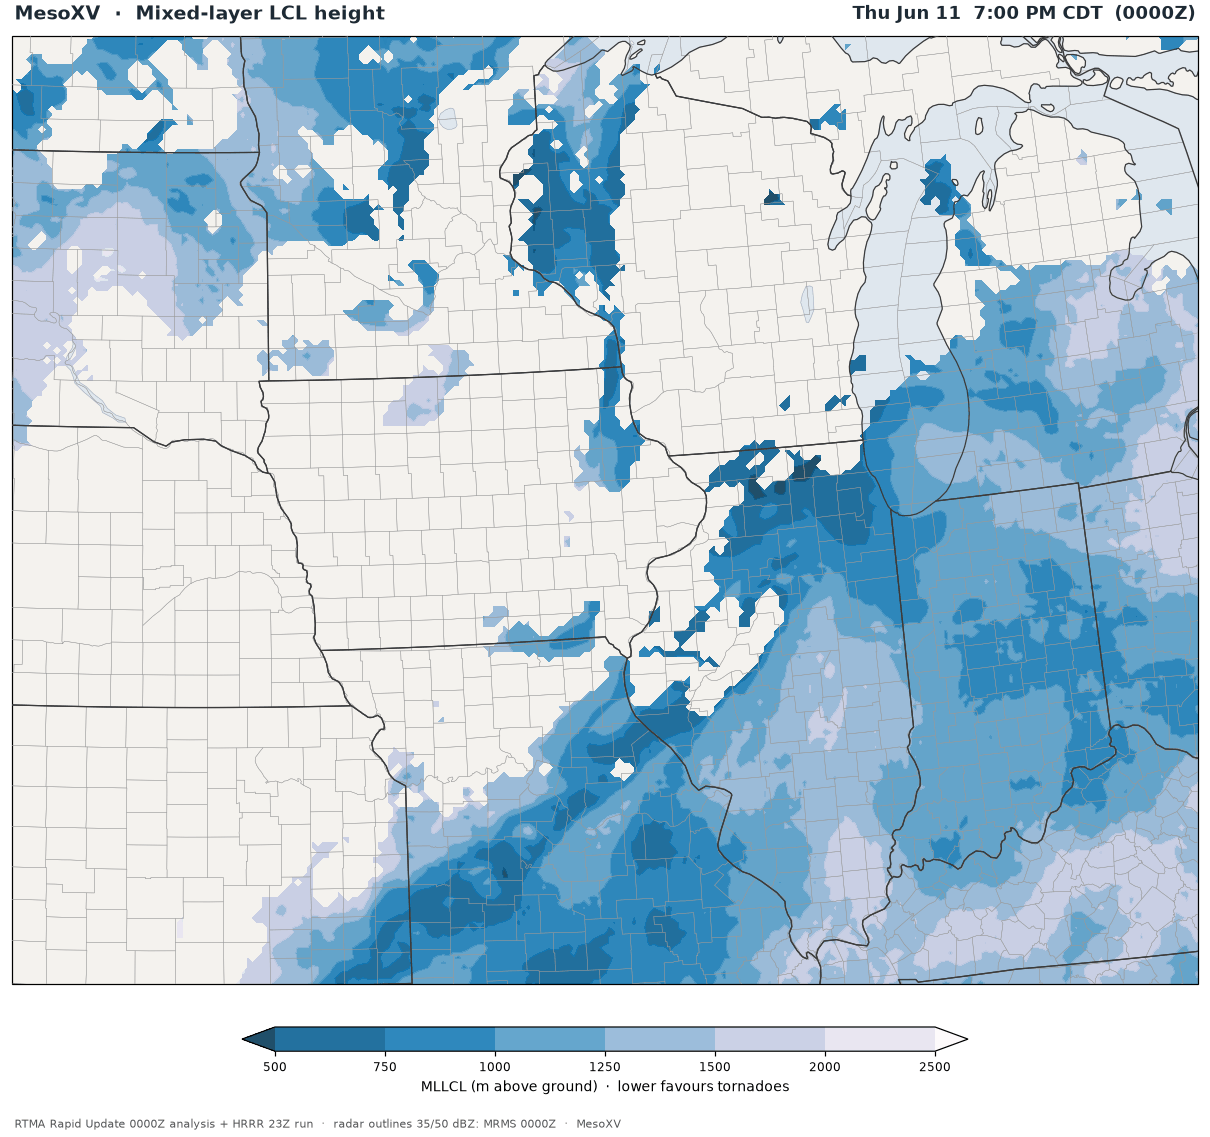 MesoXV · Mixed-layer LCL height
Thu Jun 11 7:00 PM CDT (0000Z)
500 750 1000 1250 1500 2000 2500
MLLCL (m above ground) · lower favours tornadoes
RTMA Rapid Update 0000Z analysis + HRRR 23Z run · radar outlines 35/50 dBZ: MRMS 0000Z · MesoXV